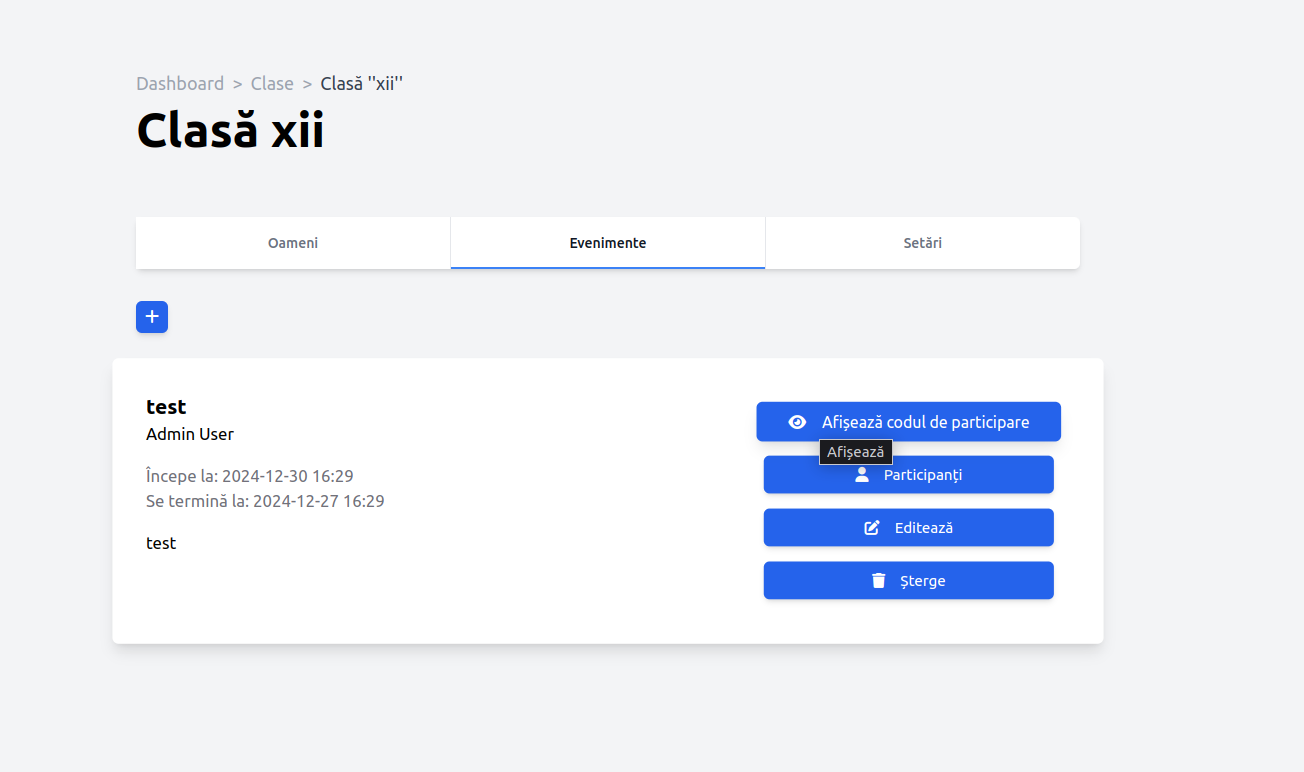 Dashboard > Clase > Clasă "xii"
Clasă xii
Oameni Evenimente Setări
test
Admin User
Începe la: 2024-12-30 16:29
Se termină la: 2024-12-27 16:29
test
Afișează codul de participare
Afișează
Participanți
Editează
Șterge